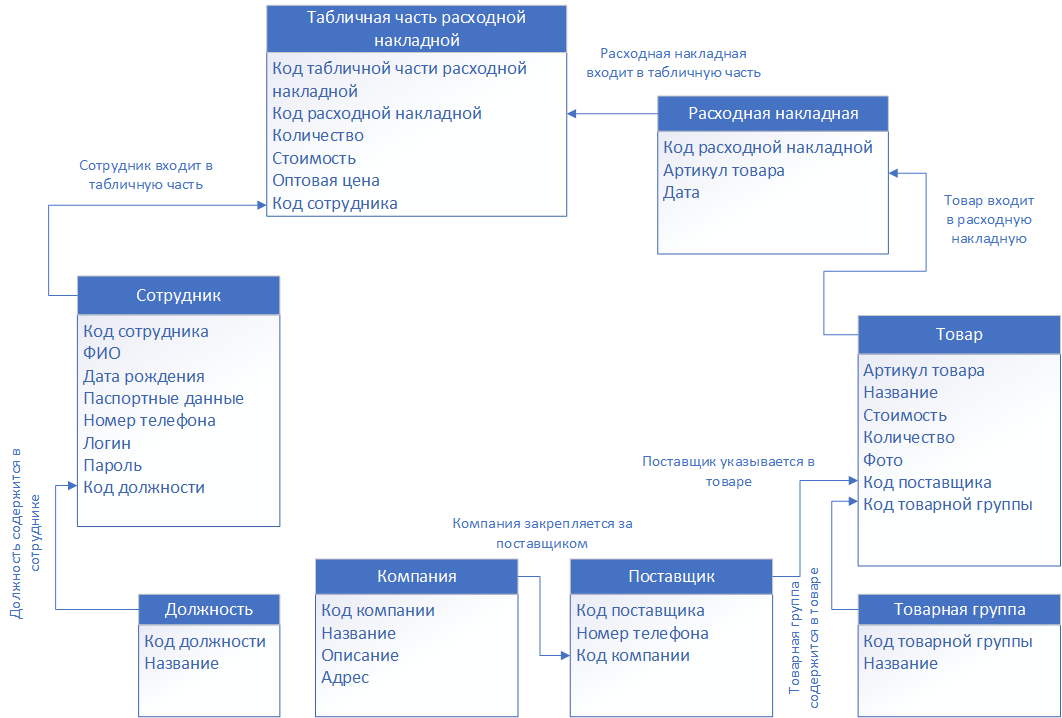 Табличная часть расходной
накладной
Код табличной части расходной
накладной
Код расходной накладной
Количество
Стоимость
Оптовая цена
Код сотрудника
Расходная накладная
входит в табличную часть
Расходная накладная
Код расходной накладной
Артикул товара
Дата
Сотрудник входит в
табличную часть
Товар входит
в расходную
накладную
Сотрудник
Код сотрудника
ФИО
Дата рождения
Паспортные данные
Номер телефона
Логин
Пароль
Код должности
Товар
Артикул товара
Название
Стоимость
Количество
Фото
Код поставщика
Код товарной группы
Поставщик указывается в
товаре
Должность содержится в
сотруднике
Компания закрепляется за
поставщиком
Должность
Код должности
Название
Компания
Код компании
Название
Описание
Адрес
Поставщик
Код поставщика
Номер телефона
Код компании
Товарная группа
содержится в товаре
Товарная группа
Код товарной группы
Название